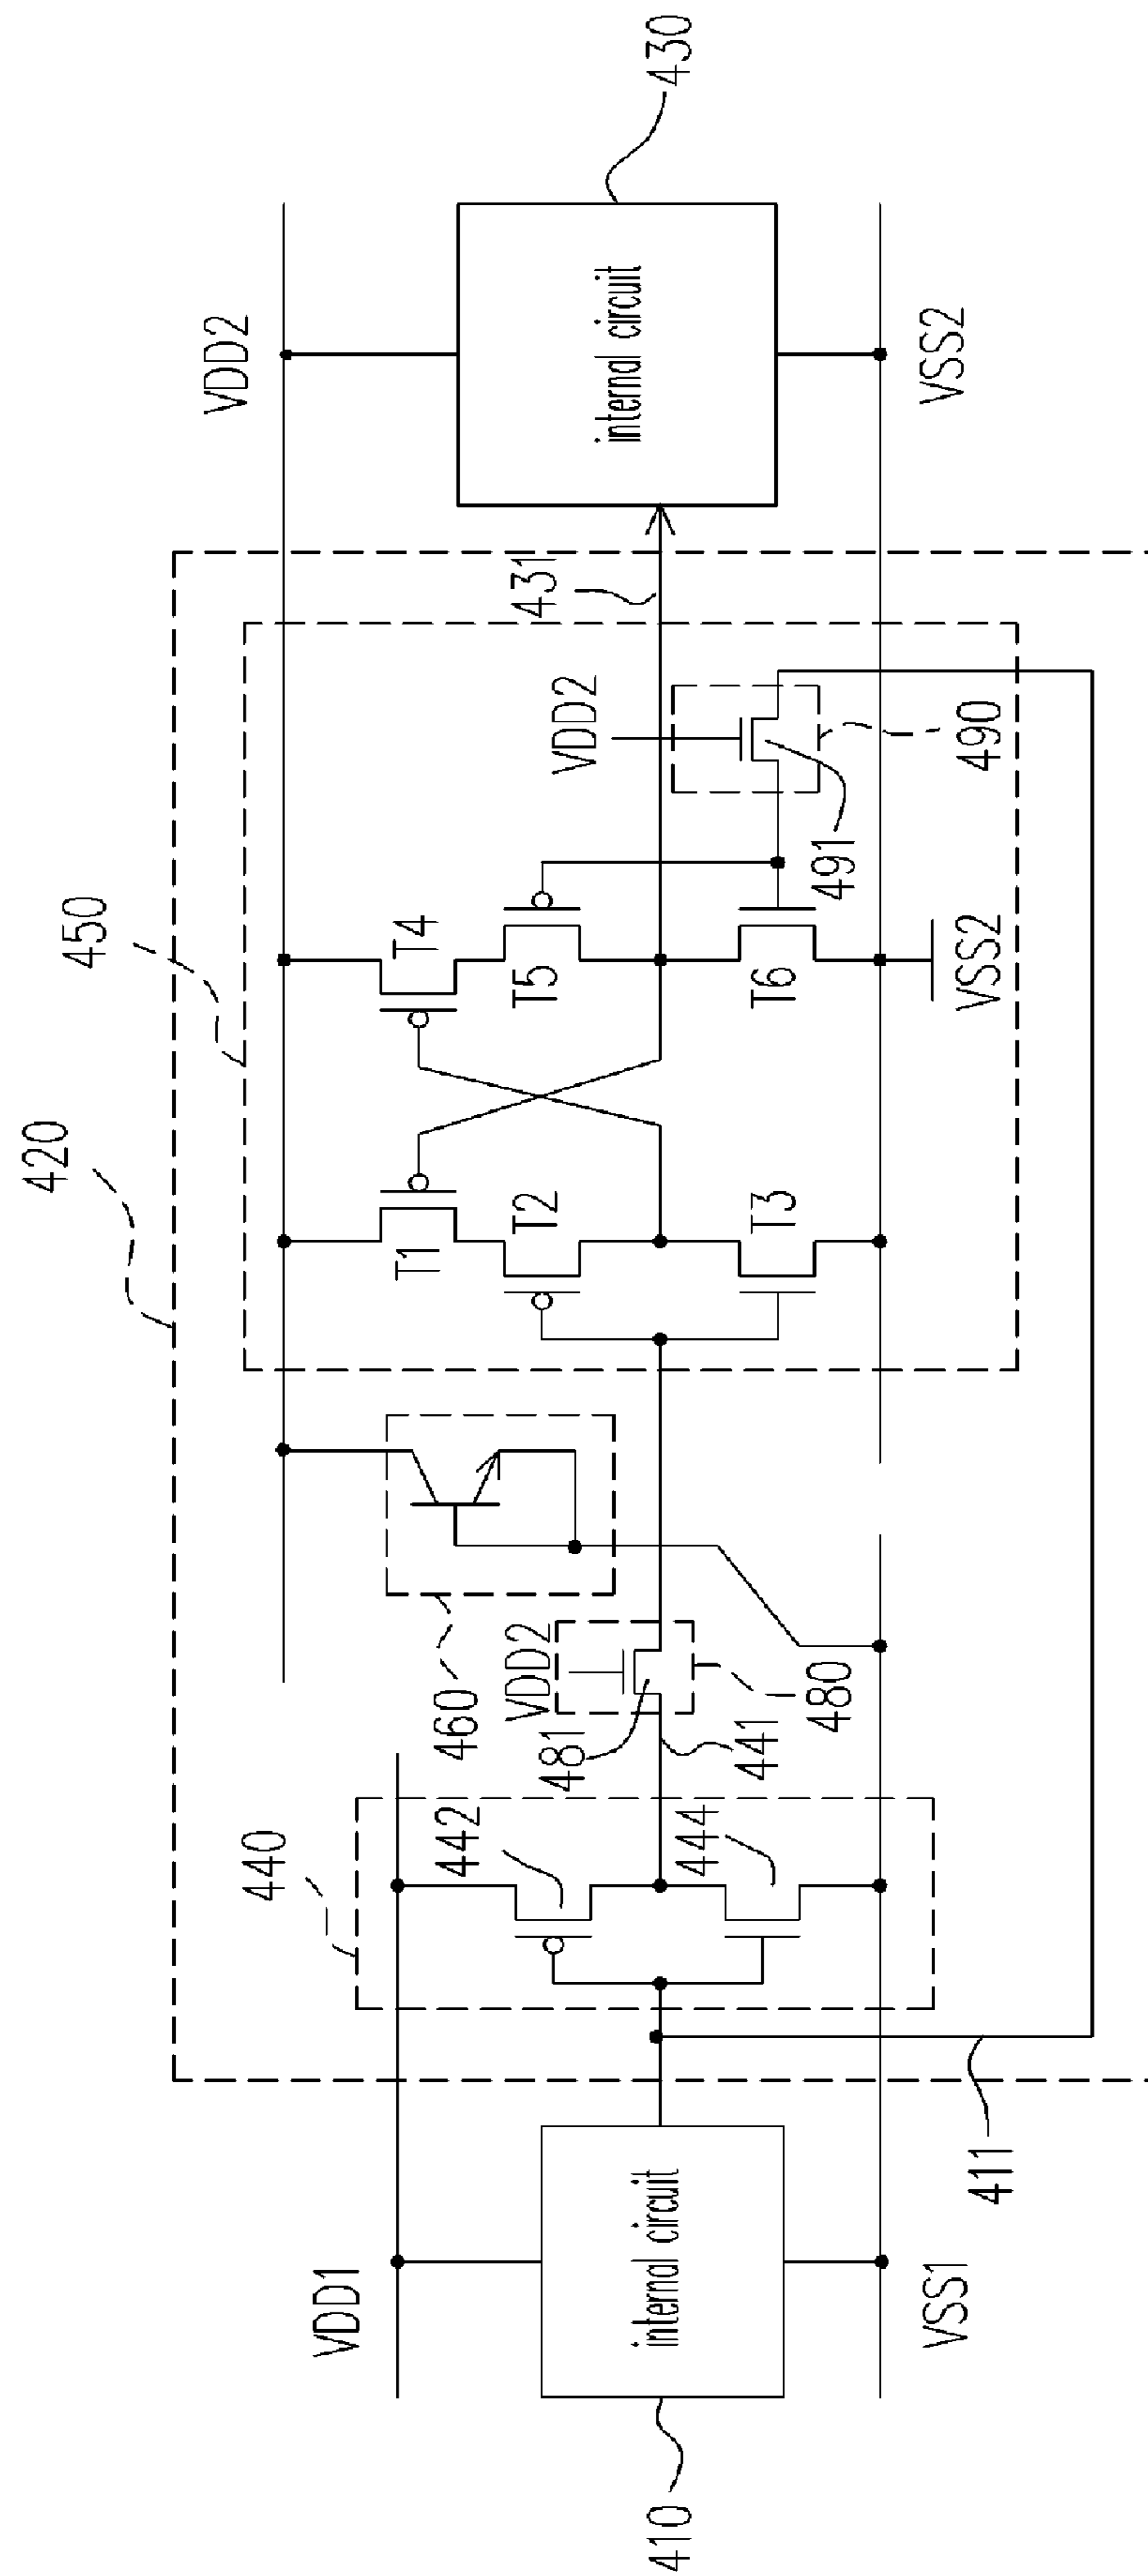 420
450
VDD2
440
460
VDD1
T4
T1
442
VDD2
481
T5
T2
VDD2
431
internal circuit
430
internal circuit
410
444
441
480
T3
T6
491
490
VSS2
VSS2
VSS1
411